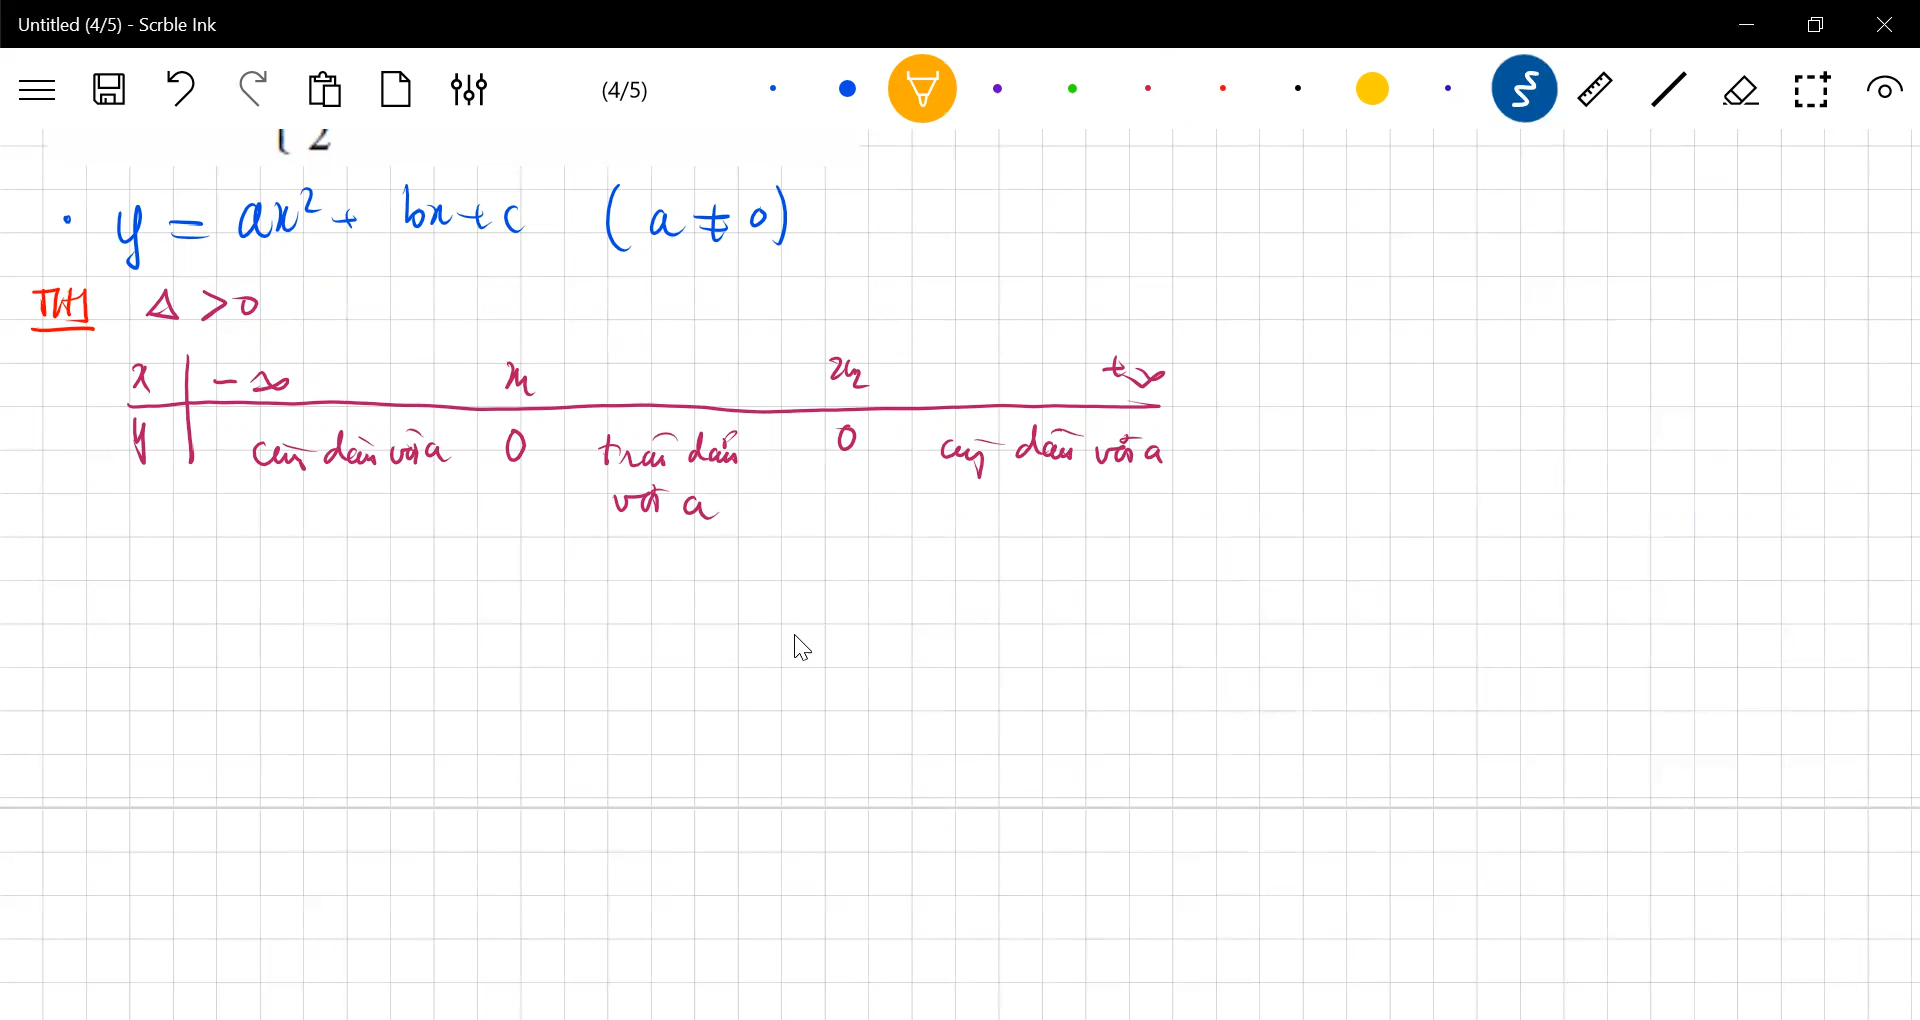 Untitled (4/5) - Scrble Ink
(4/5)
( 2
· y = ax² + bx + c ( a ≠ 0 )
TH1 Δ > 0
x -∞ x₁ x₂ +∞
y cùng dấu với a 0 trái dấu 0 cùng dấu với a
với a